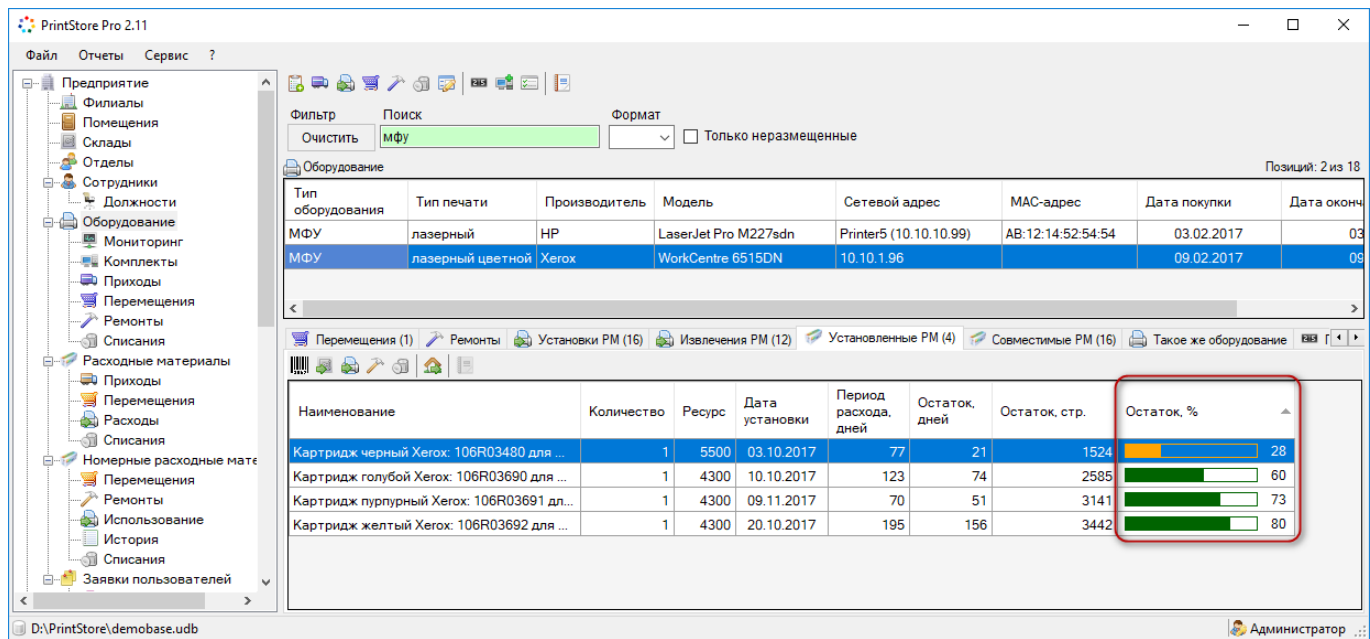 PrintStore Pro 2.11
Файл Отчеты Сервис ?
Предприятие
Филиалы
Помещения
Склады
Отделы
Сотрудники
Должности
Оборудование
Мониторинг
Комплекты
Приходы
Перемещения
Ремонты
Списания
Расходные материалы
Приходы
Перемещения
Расходы
Списания
Номерные расходные мате
Перемещения
Ремонты
Использование
История
Списания
Заявки пользователей
Фильтр Поиск Формат
Очистить мфу Только неразмещенные
Оборудование Позиций: 2 из 18
Тип оборудования Тип печати Производитель Модель Сетевой адрес MAC-адрес Дата покупки Дата оконч
МФУ лазерный HP LaserJet Pro M227sdn Printer5 (10.10.10.99) AB:12:14:52:54:54 03.02.2017 03
МФУ лазерный цветной Xerox WorkCentre 6515DN 10.10.1.96 09.02.2017 09
Перемещения (1) Ремонты Установки РМ (16) Извлечения РМ (12) Установленные РМ (4) Совместимые РМ (16) Такое же оборудование
Наименование Количество Ресурс Дата установки Период расхода, дней Остаток, дней Остаток, стр. Остаток, %
Картридж черный Xerox: 106R03480 для ... 1 5500 03.10.2017 77 21 1524 28
Картридж голубой Xerox: 106R03690 для ... 1 4300 10.10.2017 123 74 2585 60
Картридж пурпурный Xerox: 106R03691 дл... 1 4300 09.11.2017 70 51 3141 73
Картридж желтый Xerox: 106R03692 для ... 1 4300 20.10.2017 195 156 3442 80
D:\PrintStore\demobase.udb Администратор